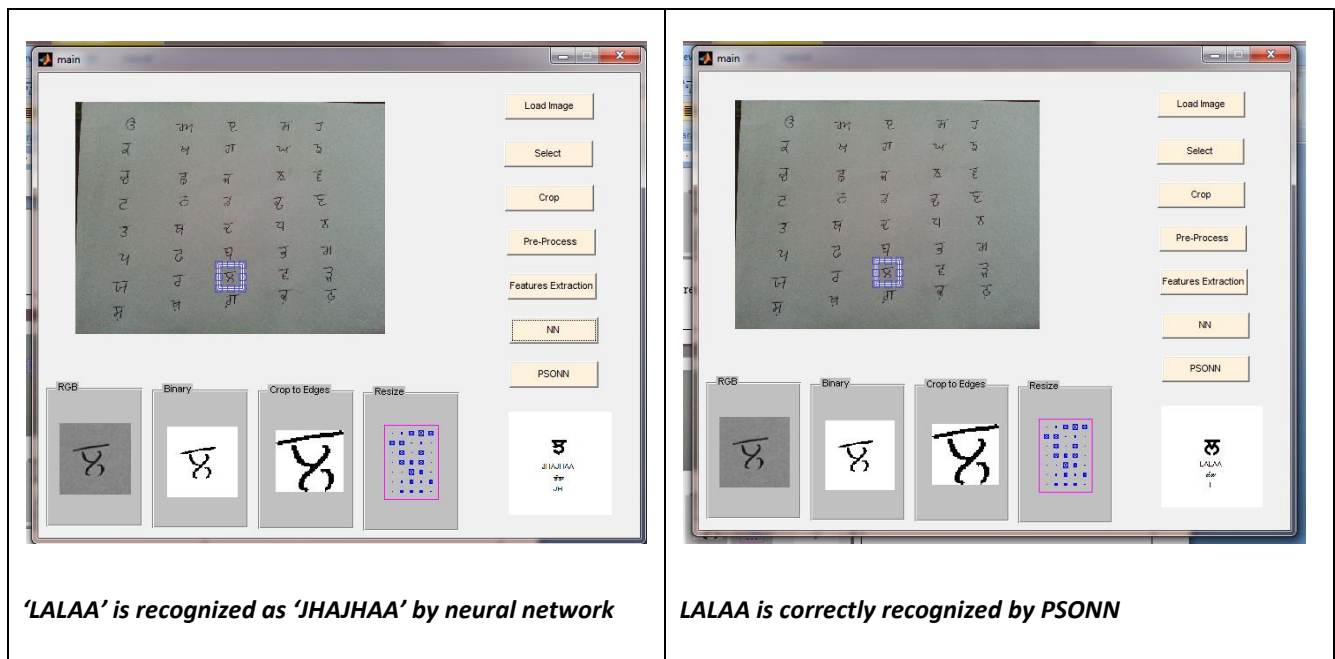 main
ੳ ਅ ੲ ਸ ਹ
ਕ ਖ ਗ ਘ ਙ
ਚ ਛ ਜ ਝ ਞ
ਟ ਠ ਡ ਢ ਣ
ਤ ਥ ਦ ਧ ਨ
ਪ ਫ ਬ ਭ ਮ
ਯ ਰ ਲ ਵ ੜ
ਸ਼ ਖ਼ ਗ਼ ਜ਼ ਫ਼
Load Image
Select
Crop
Pre-Process
Features Extraction
NN
PSONN
RGB
Binary
Crop to Edges
Resize
ਝ
JHAJHAA
JH
‘LALAA’ is recognized as ‘JHAJHAA’ by neural network
main
ੳ ਅ ੲ ਸ ਹ
ਕ ਖ ਗ ਘ ਙ
ਚ ਛ ਜ ਝ ਞ
ਟ ਠ ਡ ਢ ਣ
ਤ ਥ ਦ ਧ ਨ
ਪ ਫ ਬ ਭ ਮ
ਯ ਰ ਲ ਵ ੜ
ਸ਼ ਖ਼ ਗ਼ ਜ਼ ਫ਼
Load Image
Select
Crop
Pre-Process
Features Extraction
NN
PSONN
RGB
Binary
Crop to Edges
Resize
ਲ
LALAA
LALAA is correctly recognized by PSONN